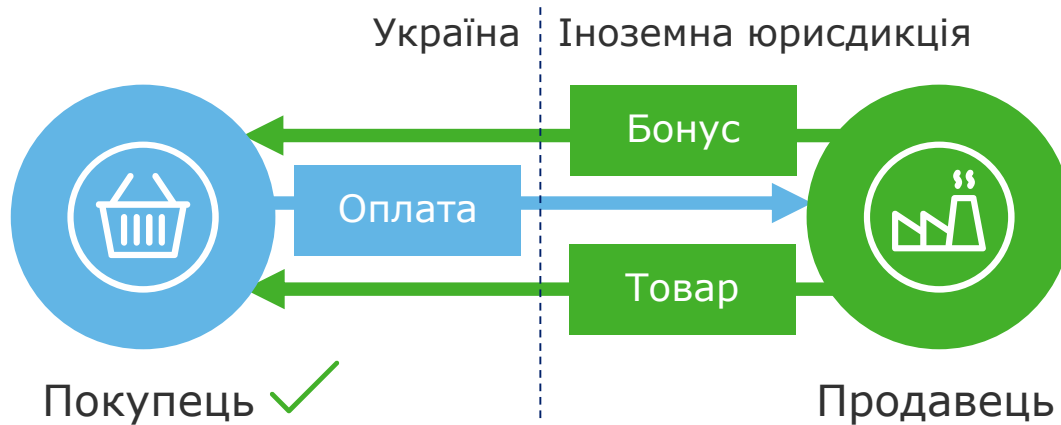 Україна
Іноземна юрисдикція
Бонус
Оплата
Товар
Покупець
Продавець